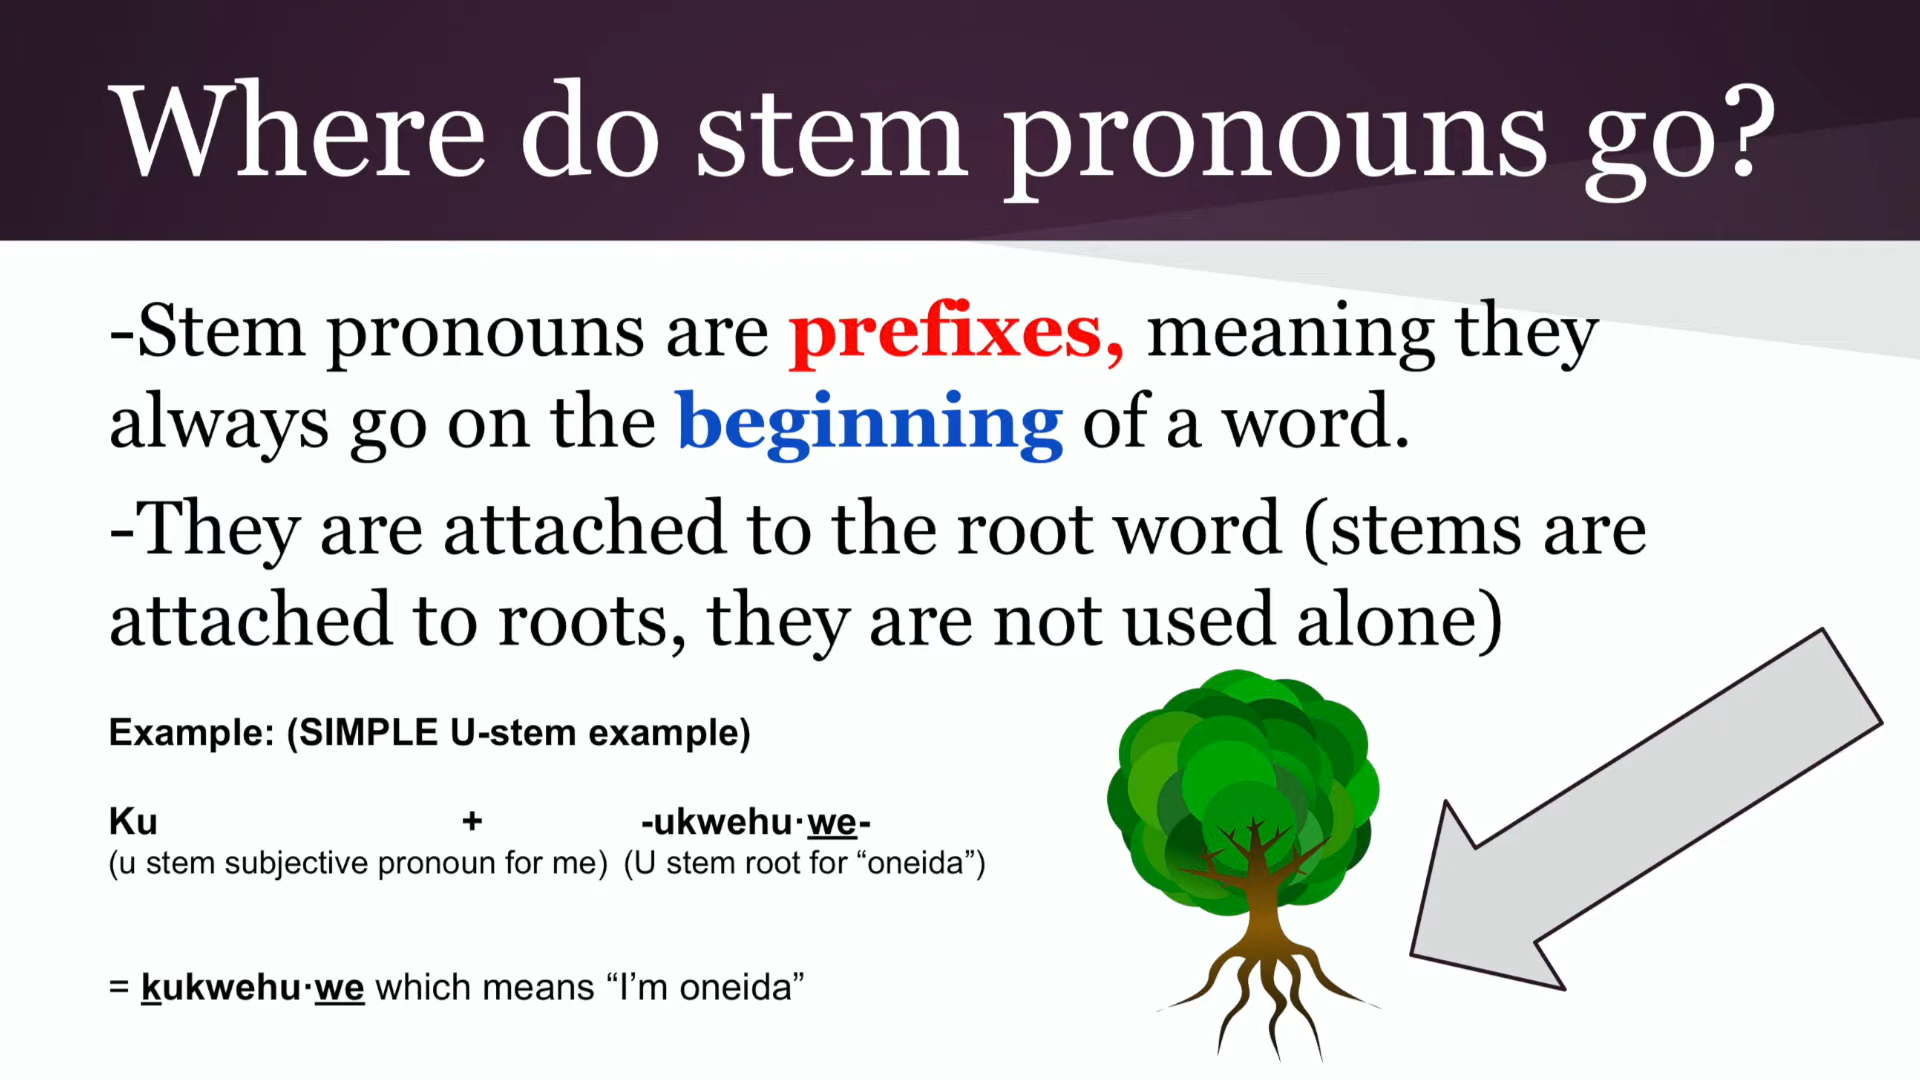 Where do stem pronouns go?
-Stem pronouns are prefixes, meaning they
always go on the beginning of a word.
-They are attached to the root word (stems are
attached to roots, they are not used alone)
Example: (SIMPLE U-stem example)
Ku + -ukwehu·we-
(u stem subjective pronoun for me) (U stem root for “oneida”)
= kukwehu·we which means “I’m oneida”